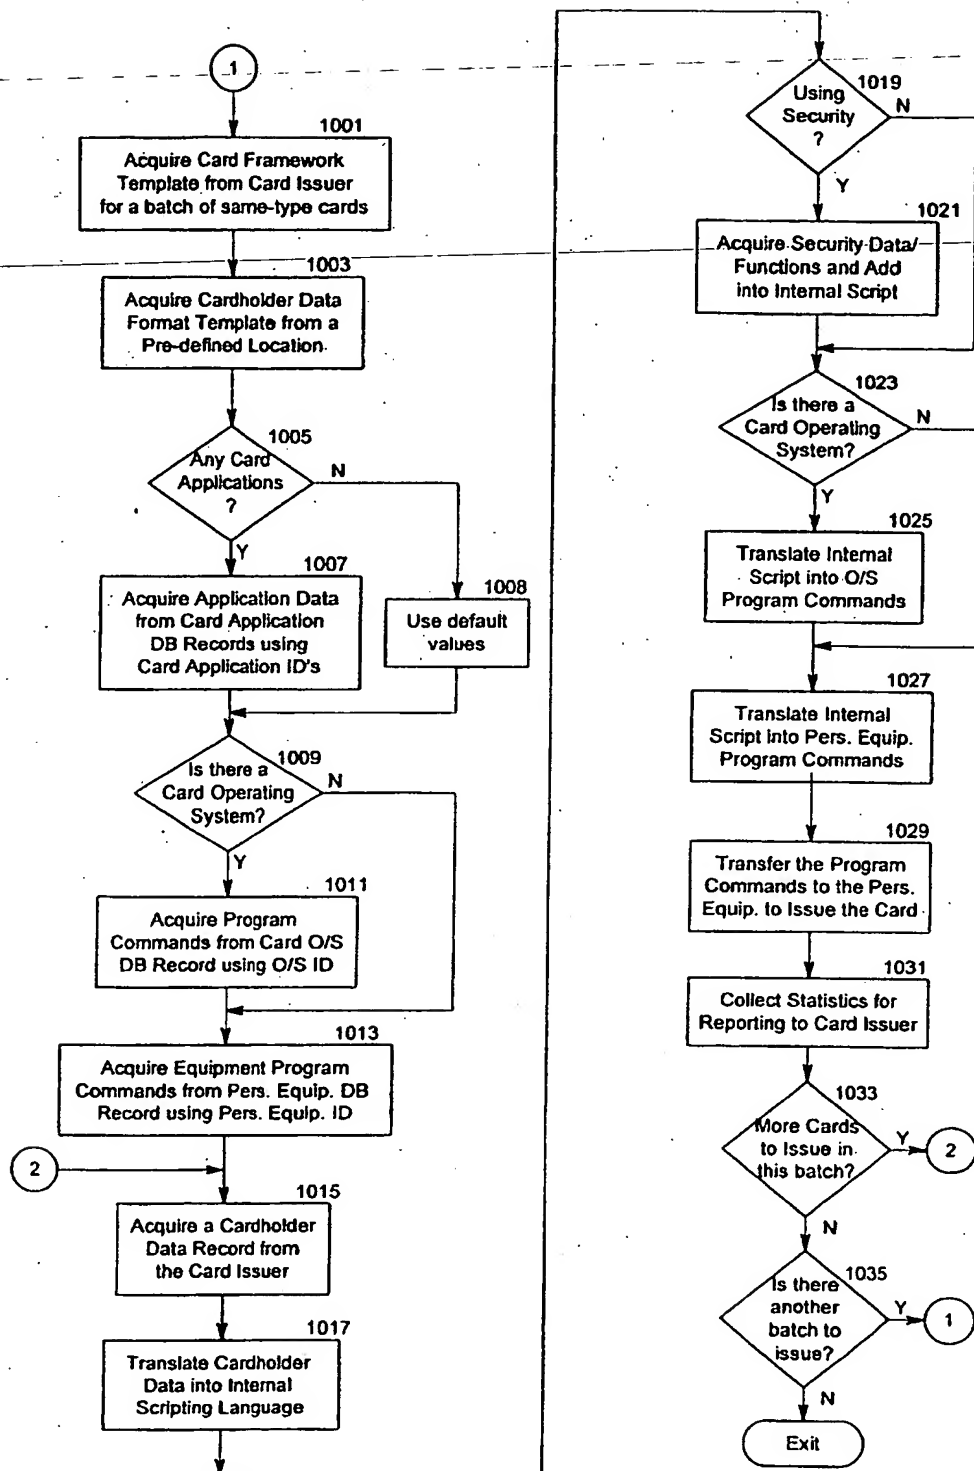 1
1001
Acquire Card Framework
Template from Card Issuer
for a batch of same-type cards
1003
Acquire Cardholder Data
Format Template from a
Pre-defined Location
1005
Any Card
Applications
?
N
Y
1007
Acquire Application Data
from Card Application
DB Records using
Card Application ID's
1008
Use default
values
1009
Is there a
Card Operating
System?
N
Y
1011
Acquire Program
Commands from Card O/S
DB Record using O/S ID
1013
Acquire Equipment Program
Commands from Pers. Equip. DB
Record using Pers. Equip. ID
2
1015
Acquire a Cardholder
Data Record from
the Card Issuer
1017
Translate Cardholder
Data into Internal
Scripting Language
1019
Using
Security
?
N
Y
1021
Acquire Security Data/
Functions and Add
into Internal Script
1023
Is there a
Card Operating
System?
N
Y
1025
Translate Internal
Script into O/S
Program Commands
1027
Translate Internal
Script into Pers. Equip.
Program Commands
1029
Transfer the Program
Commands to the Pers.
Equip. to Issue the Card
1031
Collect Statistics for
Reporting to Card Issuer
1033
More Cards
to Issue in
this batch?
Y
2
N
1035
Is there
another
batch to
issue?
Y
1
N
Exit